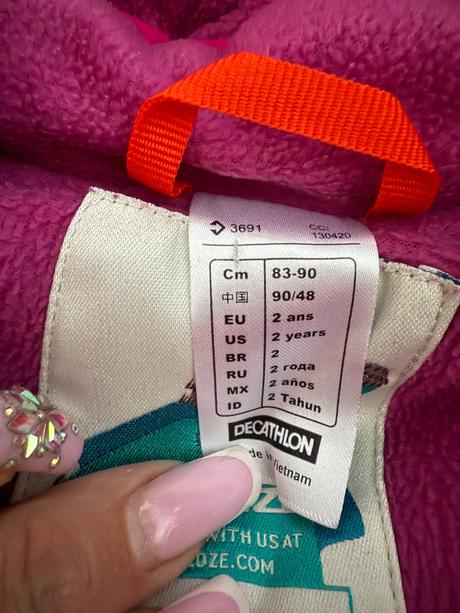 3691 CC:
130420
Cm 83-90
中国 90/48
EU 2 ans
US 2 years
BR 2
RU 2 года
MX 2 años
ID 2 Tahun
DECATHLON
de in Vietnam
WITH US AT
OZE.COM